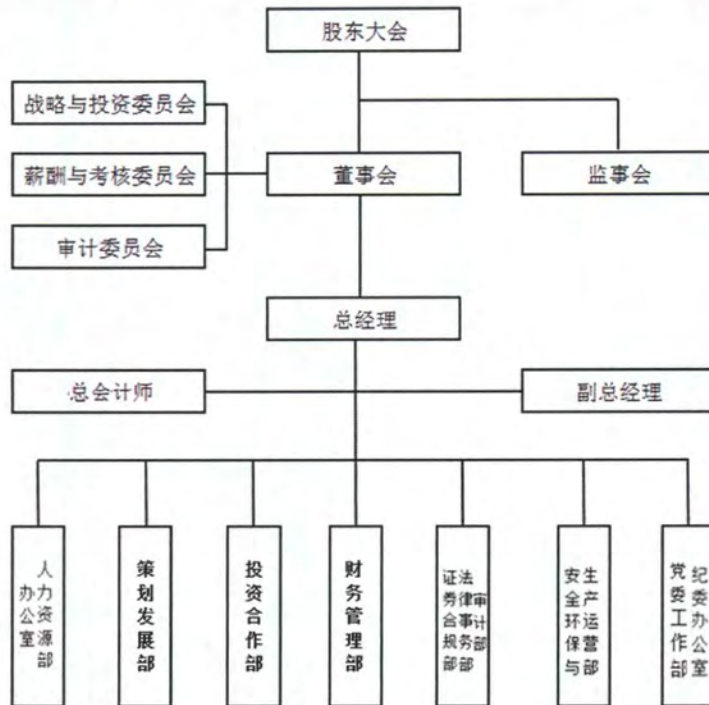 股东大会
战略与投资委员会
薪酬与考核委员会
董事会
监事会
审计委员会
总经理
总会计师
副总经理
办公室
人力资源部
策划发展部
投资合作部
财务管理部
证券合规部
法律事务部
审计部
安全环保与
生产运营部
党委工作部
纪委办公室